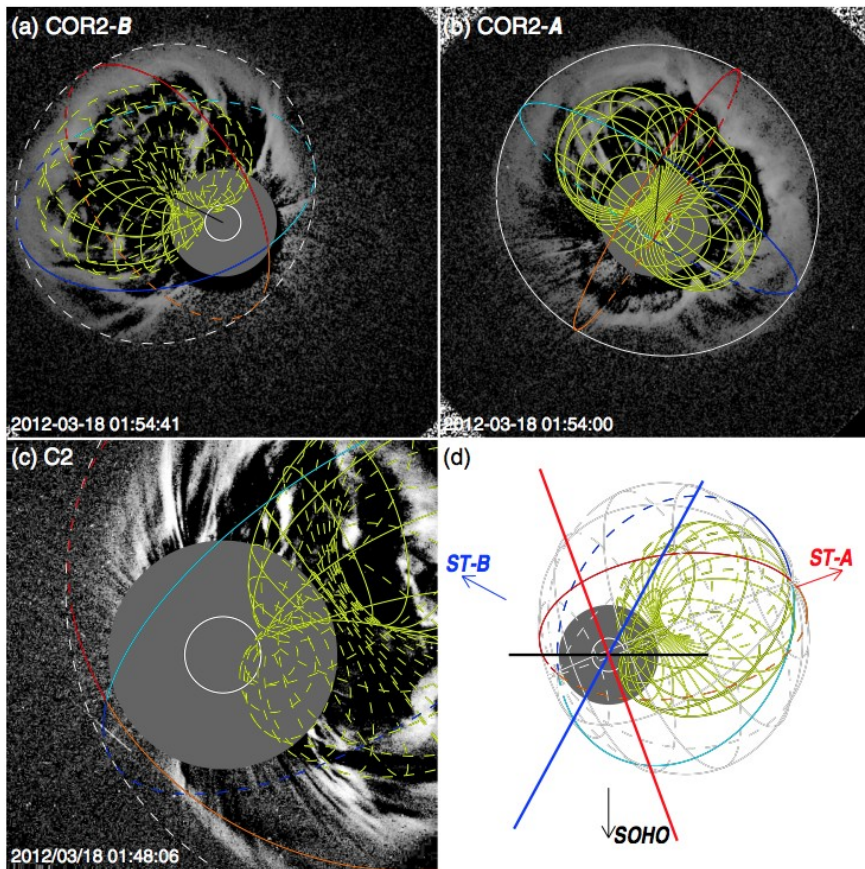 (a) COR2-B
(b) COR2-A
2012-03-18 01:54:41
2012-03-18 01:54:00
(c) C2
(d)
ST-B
ST-A
2012/03/18 01:48:06
SOHO